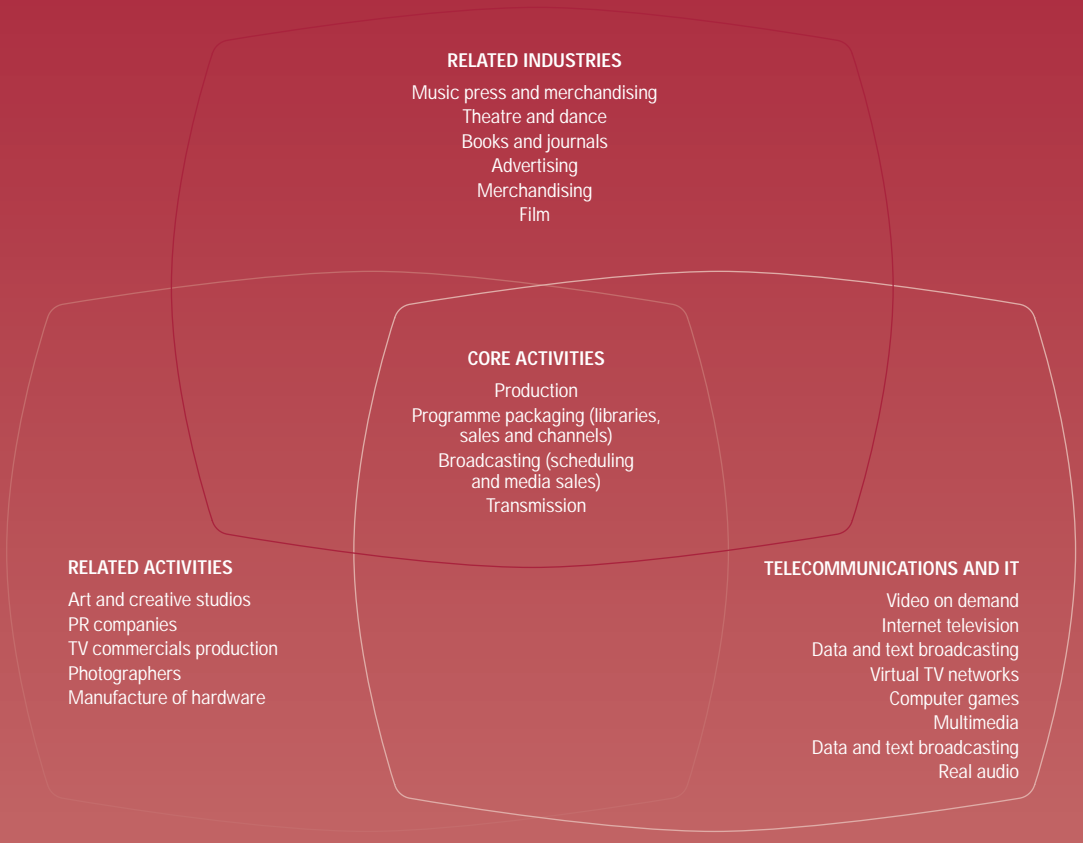 RELATED INDUSTRIES
Music press and merchandising
Theatre and dance
Books and journals
Advertising
Merchandising
Film
CORE ACTIVITIES
Production
Programme packaging (libraries,
sales and channels)
Broadcasting (scheduling
and media sales)
Transmission
RELATED ACTIVITIES
Art and creative studios
PR companies
TV commercials production
Photographers
Manufacture of hardware
TELECOMMUNICATIONS AND IT
Video on demand
Internet television
Data and text broadcasting
Virtual TV networks
Computer games
Multimedia
Data and text broadcasting
Real audio